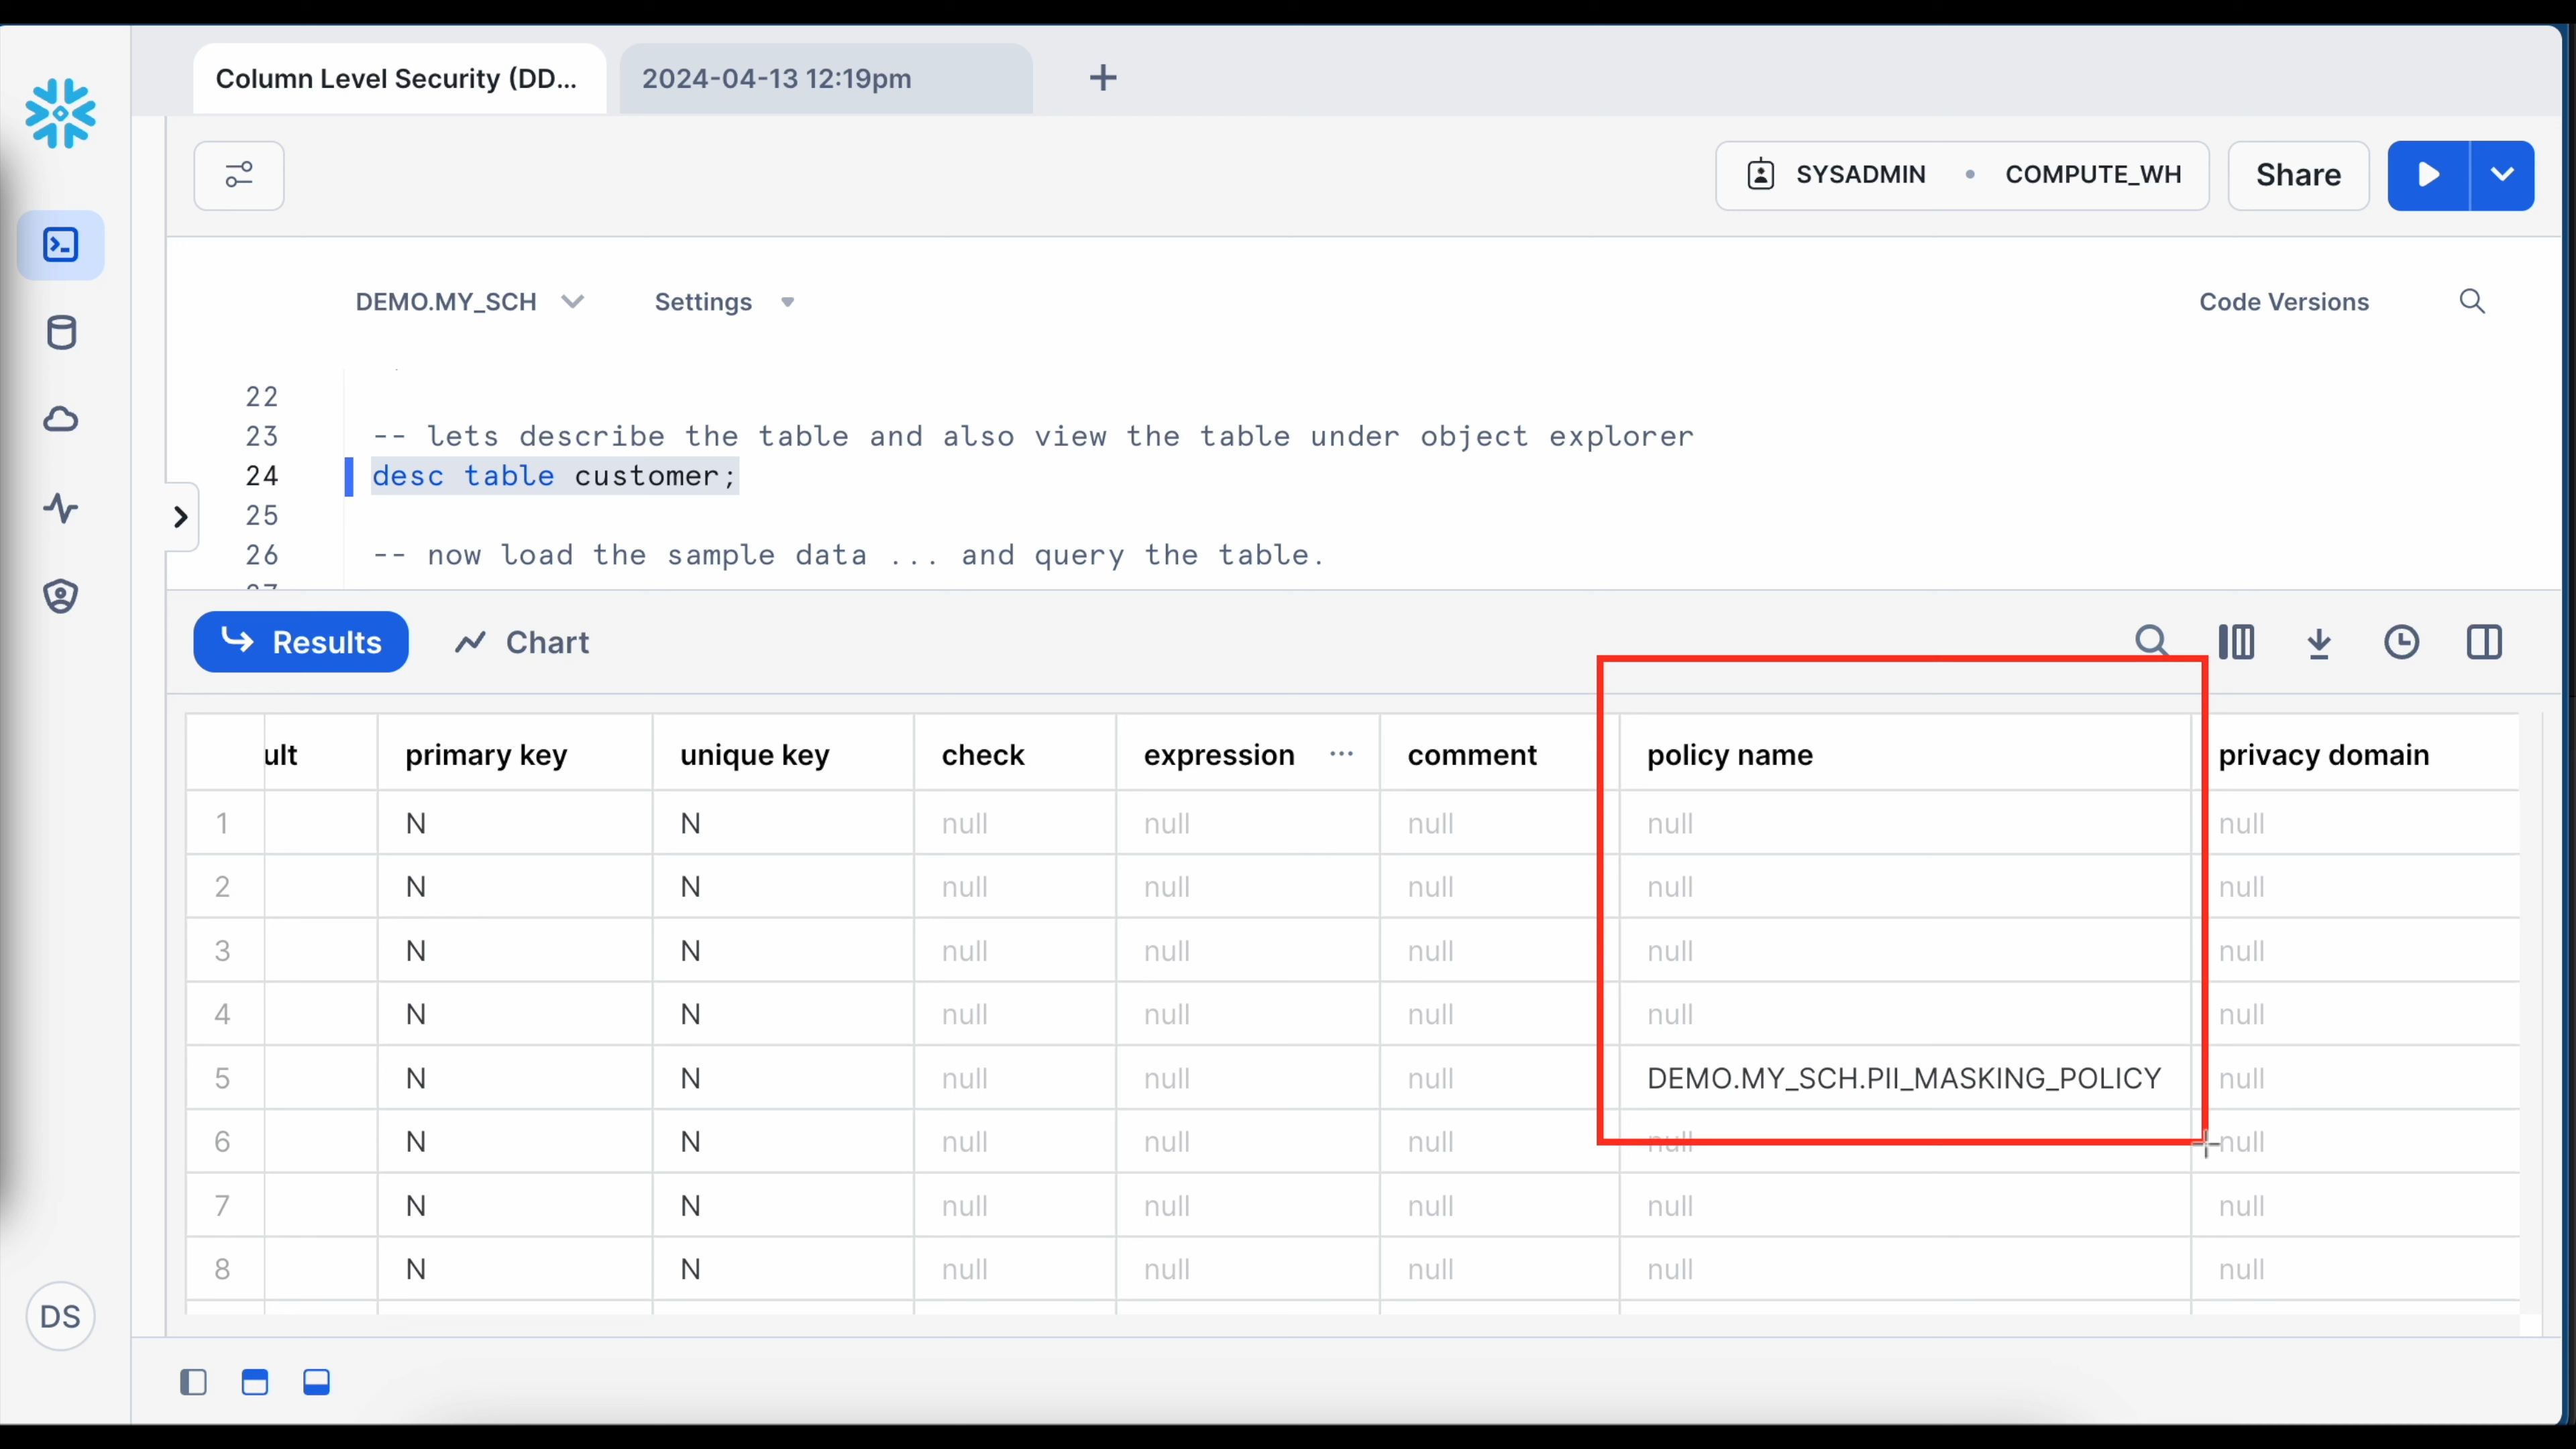 Column Level Security (DD...
2024-04-13 12:19pm
SYSADMIN • COMPUTE_WH
Share
DEMO.MY_SCH
Settings
Code Versions
22
23 -- lets describe the table and also view the table under object explorer
24 desc table customer;
25
26 -- now load the sample data ... and query the table.
Results
Chart
ult primary key unique key check expression ... comment policy name privacy domain
1 N N null null null null null
2 N N null null null null null
3 N N null null null null null
4 N N null null null null null
5 N N null null null DEMO.MY_SCH.PII_MASKING_POLICY null
6 N N null null null null null
7 N N null null null null null
8 N N null null null null null
DS